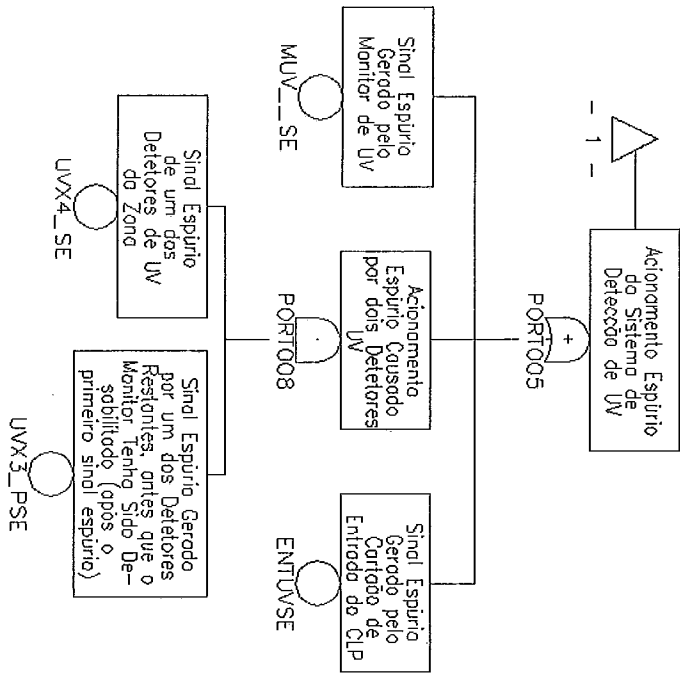 - 1 -
Acionamento Espúrio
do Sistema de
Detecção de UV
+
PORT005
Sinal Espúrio
Gerado pelo
Monitor de UV
MUV__SE
Acionamento
Espúrio Causado
por dois Detetores
UV
.
PORT008
Sinal Espúrio
Gerado pelo
Cartão de
Entrada do CLP
ENTUVSE
Sinal Espúrio
de um dos
Detetores de UV
da Zona
UVX4_SE
Sinal Espúrio Gerado
por um dos Detetores
Restantes, antes que o
Monitor Tenha Sido De-
sabilitado (após o
primeiro sinal espúrio)
UVX3_PSE